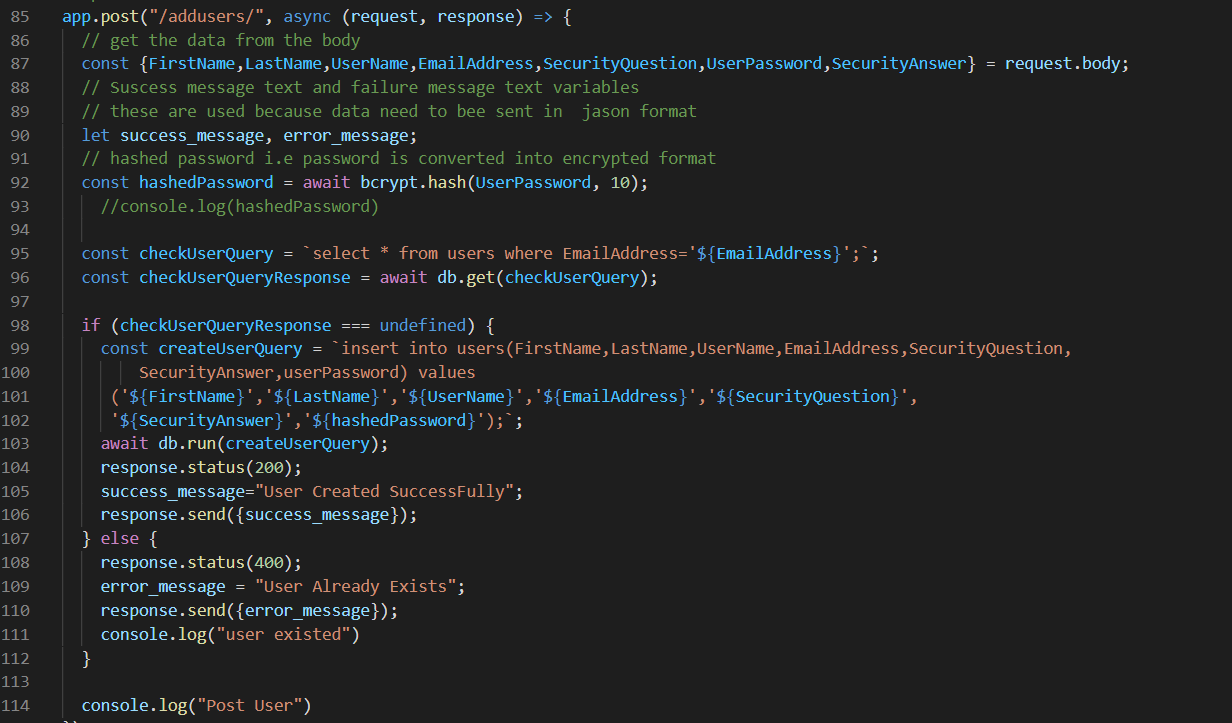 85 app.post("/addusers/", async (request, response) => {
86 // get the data from the body
87 const {FirstName,LastName,UserName,EmailAddress,SecurityQuestion,UserPassword,SecurityAnswer} = request.body;
88 // Suscess message text and failure message text variables
89 // these are used because data need to bee sent in  jason format
90 let success_message, error_message;
91 // hashed password i.e password is converted into encrypted format
92 const hashedPassword = await bcrypt.hash(UserPassword, 10);
93 //console.log(hashedPassword)
94
95 const checkUserQuery = `select * from users where EmailAddress='${EmailAddress}';`;
96 const checkUserQueryResponse = await db.get(checkUserQuery);
97
98 if (checkUserQueryResponse === undefined) {
99 const createUserQuery = `insert into users(FirstName,LastName,UserName,EmailAddress,SecurityQuestion,
100 SecurityAnswer,userPassword) values
101 ('${FirstName}','${LastName}','${UserName}','${EmailAddress}','${SecurityQuestion}',
102 '${SecurityAnswer}','${hashedPassword}');`;
103 await db.run(createUserQuery);
104 response.status(200);
105 success_message="User Created SuccessFully";
106 response.send({success_message});
107 } else {
108 response.status(400);
109 error_message = "User Already Exists";
110 response.send({error_message});
111 console.log("user existed")
112 }
113
114 console.log("Post User")